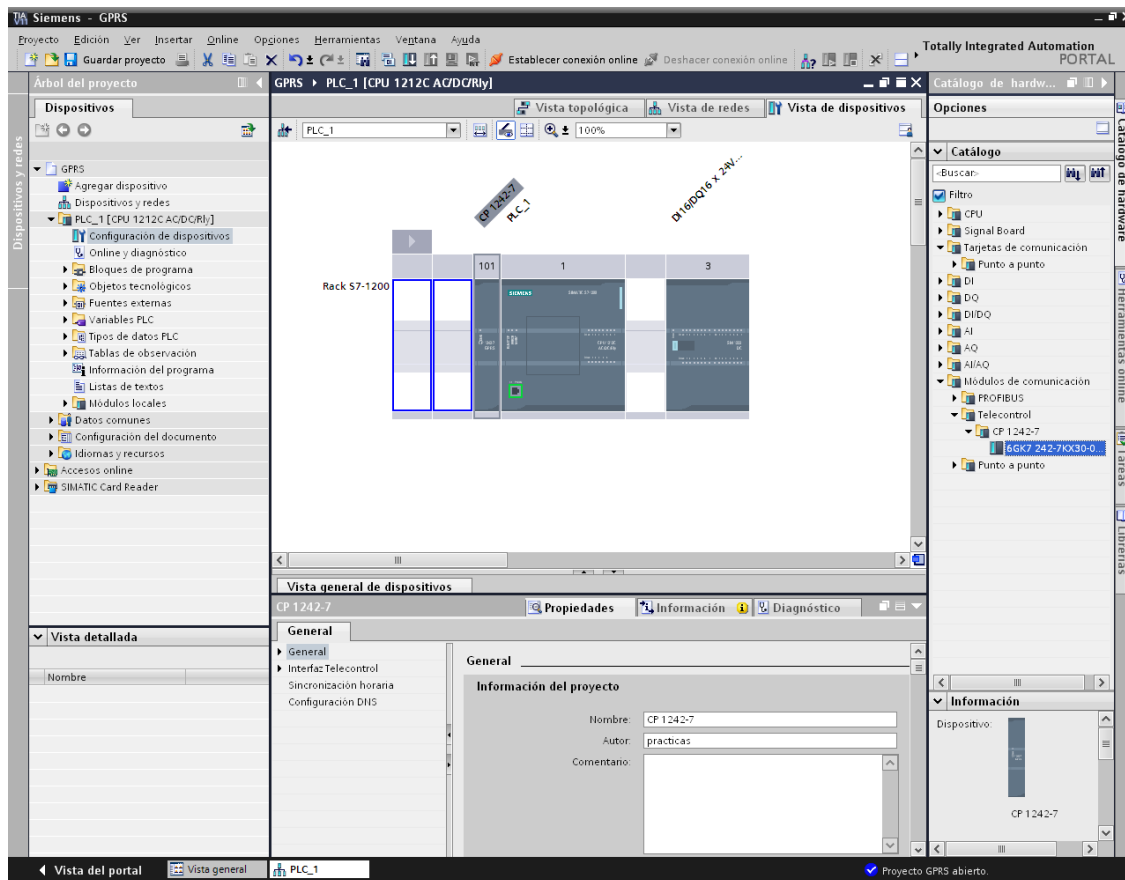 Siemens - GPRS
Proyecto Edición Ver Insertar Online Opciones Herramientas Ventana Ayuda
Totally Integrated Automation
PORTAL
Guardar proyecto
Establecer conexión online
Deshacer conexión online
Árbol del proyecto
GPRS PLC_1 [CPU 1212C AC/DC/Rly]
Catálogo de hardw...
Dispositivos
Vista topológica
Vista de redes
Vista de dispositivos
Opciones
PLC_1
100%
Dispositivos y redes
GPRS
Agregar dispositivo
Dispositivos y redes
PLC_1 [CPU 1212C AC/DC/Rly]
Configuración de dispositivos
Online y diagnóstico
Bloques de programa
Objetos tecnológicos
Fuentes externas
Variables PLC
Tipos de datos PLC
Tablas de observación
Información del programa
Listas de textos
Módulos locales
Datos comunes
Configuración del documento
Idiomas y recursos
Accesos online
SIMATIC Card Reader
CP 1242-7
PLC_1
DI16/DQ16 x 24V...
101
1
3
Rack S7-1200
SIEMENS
Catálogo
<Buscar>
Filtro
CPU
Signal Board
Tarjetas de comunicación
Punto a punto
DI
DQ
DI/DQ
AI
AQ
AI/AQ
Módulos de comunicación
PROFIBUS
Telecontrol
CP 1242-7
6GK7 242-7KX30-0...
Punto a punto
Catálogo de hardware
Herramientas online
Tareas
Librerías
Vista general de dispositivos
CP 1242-7
Propiedades
Información
Diagnóstico
General
General
Interfaz Telecontrol
Sincronización horaria
Configuración DNS
General
Información del proyecto
Nombre: CP 1242-7
Autor: practicas
Comentario:
Vista detallada
Nombre
Información
Dispositivo:
CP 1242-7
Vista del portal
Vista general
PLC_1
Proyecto GPRS abierto.